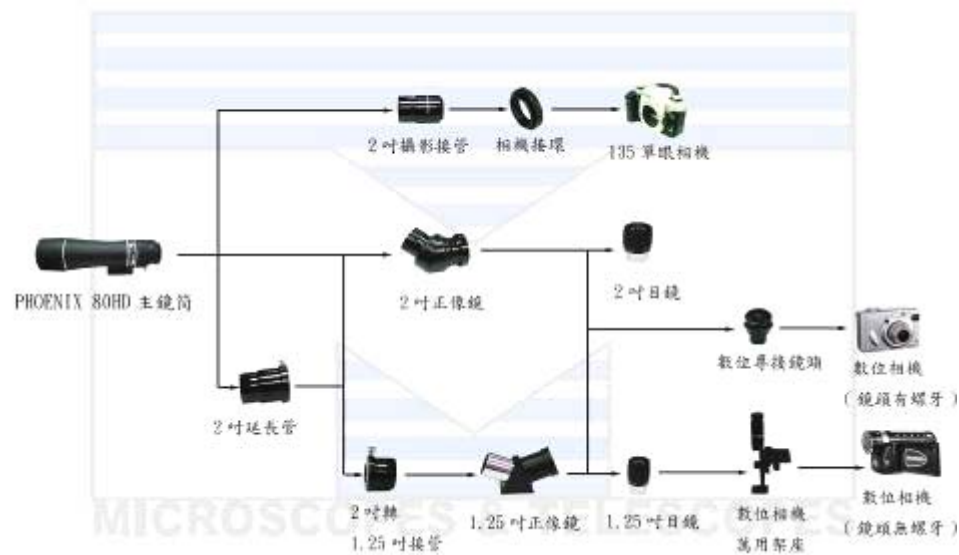 2吋攝影接管
相機接環
135 單眼相機
PHOENIX 80HD 主鏡筒
2吋正像鏡
2吋目鏡
數位專接鏡頭
數位相機
(鏡頭有螺牙)
2吋延長管
2吋轉
1.25吋接管
1.25吋正像鏡
1.25吋目鏡
數位相機
萬用架座
數位相機
(鏡頭無螺牙)
MICROSCOPES & TELESCOPES